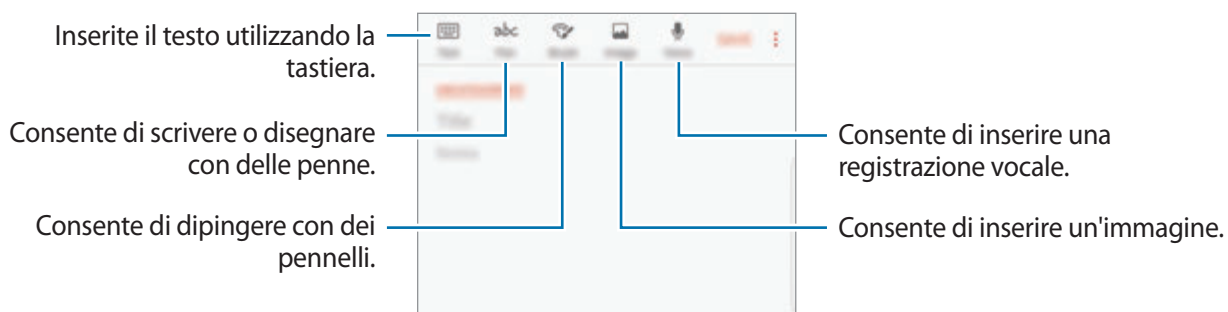 Inserite il testo utilizzando la
tastiera.
abc
Consente di scrivere o disegnare
con delle penne.
Consente di dipingere con dei
pennelli.
Title
Consente di inserire una
registrazione vocale.
Consente di inserire un'immagine.